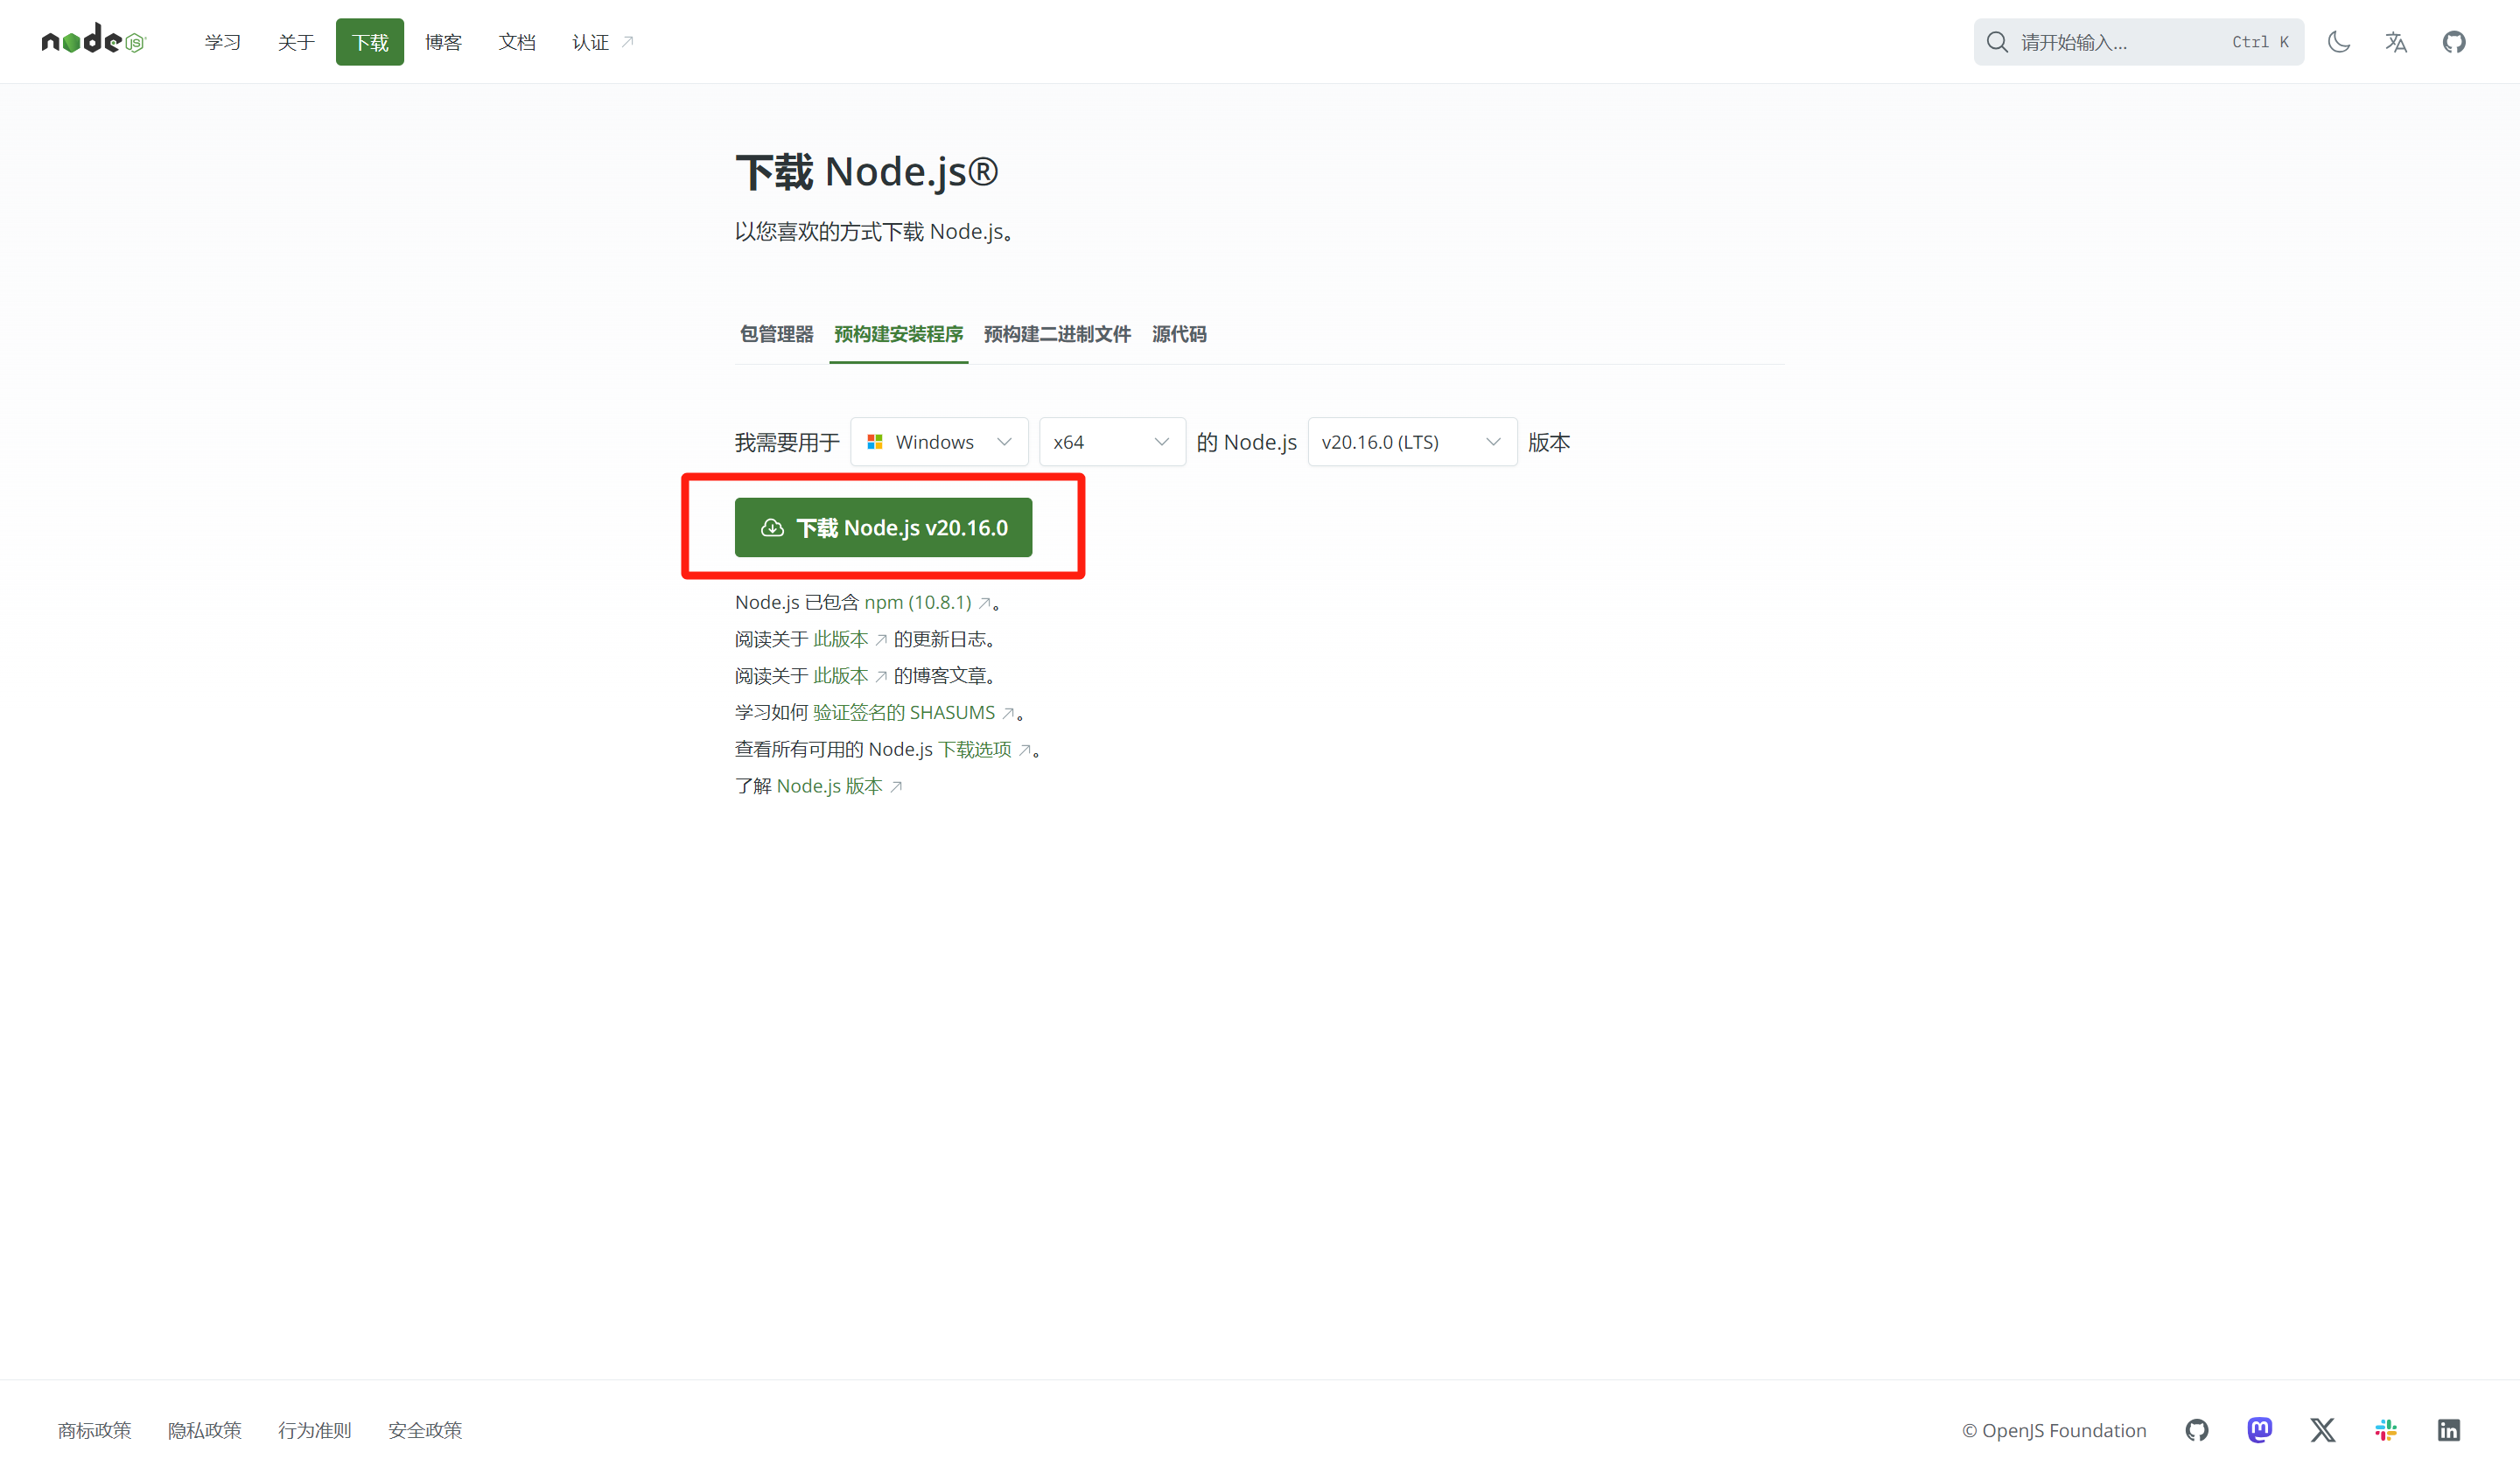 node JS
学习 关于 下载 博客 文档 认证
请开始输入... Ctrl K
下载 Node.js®
以您喜欢的方式下载 Node.js。
包管理器 预构建安装程序 预构建二进制文件 源代码
我需要用于 Windows x64 的 Node.js v20.16.0 (LTS) 版本
下载 Node.js v20.16.0
Node.js 已包含 npm (10.8.1) 。
阅读关于 此版本 的更新日志。
阅读关于 此版本 的博客文章。
学习如何 验证签名的 SHASUMS 。
查看所有可用的 Node.js 下载选项 。
了解 Node.js 版本
商标政策 隐私政策 行为准则 安全政策
© OpenJS Foundation